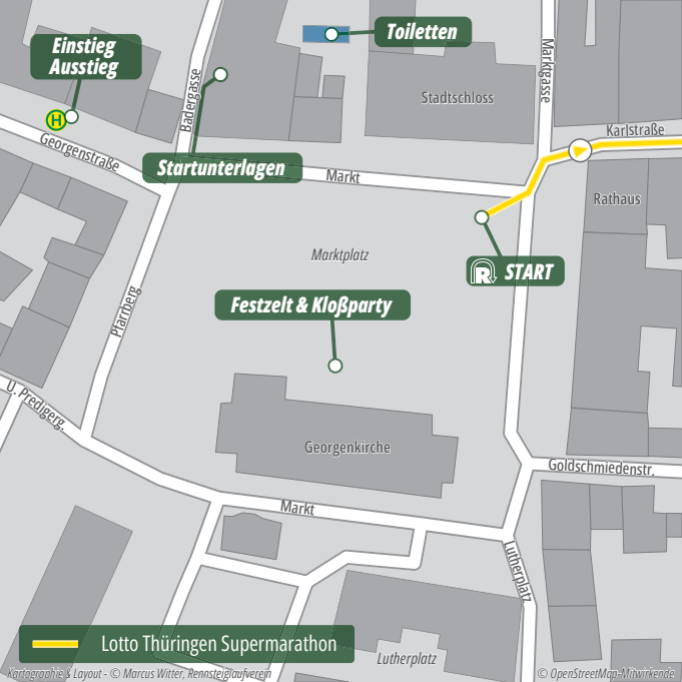 Einstieg
Ausstieg
Toiletten
Stadtschloss
Marktgasse
Badergasse
H
Georgenstraße
Karlstraße
Startunterlagen
Markt
Rathaus
Marktplatz
R START
Festzelt & Kloßparty
Pfarrberg
U. Predigerg.
Georgenkirche
Goldschmiedenstr.
Markt
Lutherplatz
Lotto Thüringen Supermarathon
Lutherplatz
Kartographie & Layout - © Marcus Witter, Rennsteiglaufverein
© OpenStreetMap-Mitwirkende